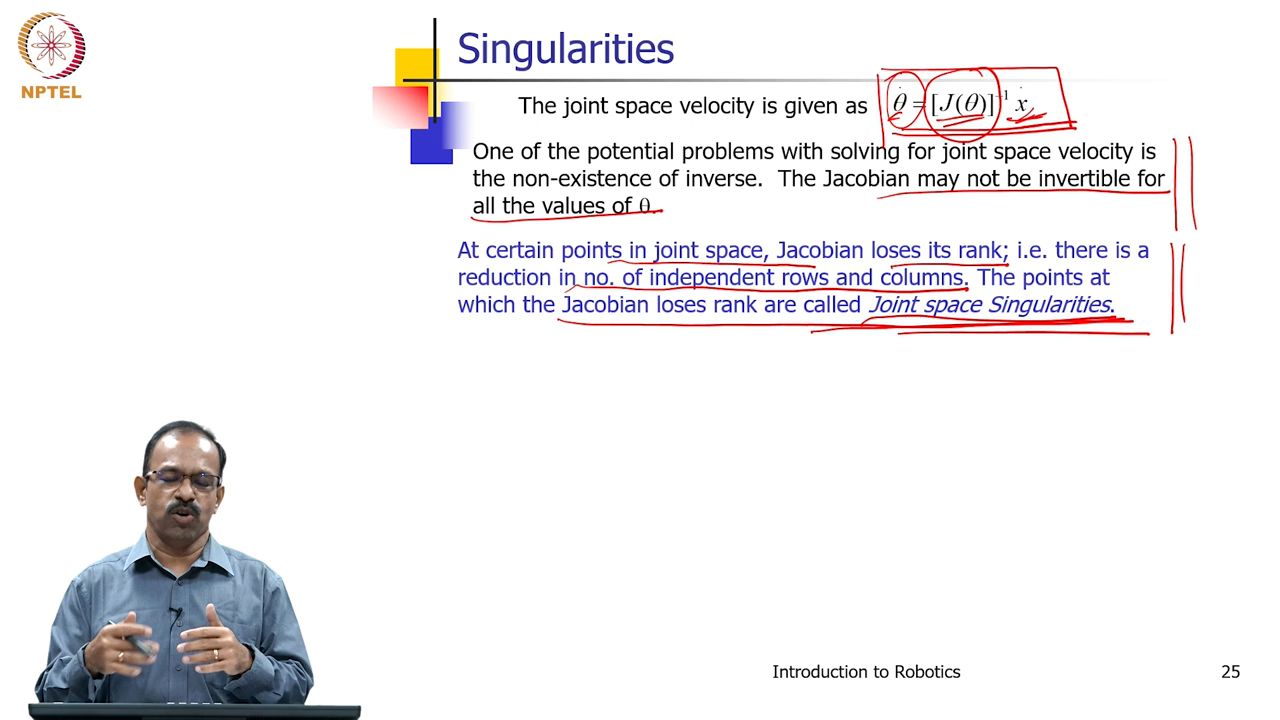 NPTEL
Singularities
The joint space velocity is given as θ̇ = [J(θ)]⁻¹ ẋ
One of the potential problems with solving for joint space velocity is
the non-existence of inverse. The Jacobian may not be invertible for
all the values of θ.
At certain points in joint space, Jacobian loses its rank; i.e. there is a
reduction in no. of independent rows and columns. The points at
which the Jacobian loses rank are called Joint space Singularities.
Introduction to Robotics 25